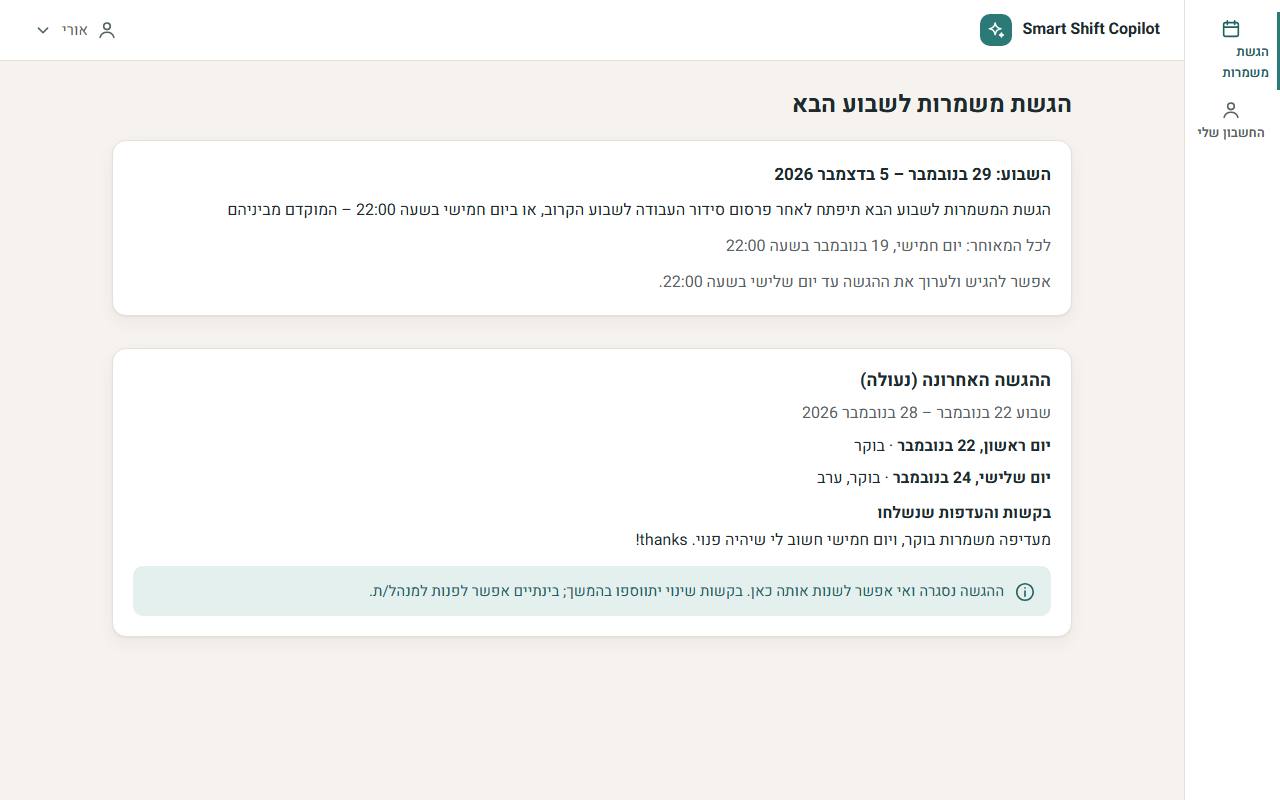 Smart Shift Copilot
אורי
הגשת
משמרות
החשבון שלי
הגשת משמרות לשבוע הבא
השבוע: 29 בנובמבר – 5 בדצמבר 2026
הגשת המשמרות לשבוע הבא תיפתח לאחר פרסום סידור העבודה לשבוע הקרוב, או ביום חמישי בשעה 22:00 – המוקדם מביניהם
לכל המאוחר: יום חמישי, 19 בנובמבר בשעה 22:00
אפשר להגיש ולערוך את ההגשה עד יום שלישי בשעה 22:00.
ההגשה האחרונה (נעולה)
שבוע 22 בנובמבר – 28 בנובמבר 2026
יום ראשון, 22 בנובמבר · בוקר
יום שלישי, 24 בנובמבר · בוקר, ערב
בקשות והעדפות שנשלחו
מעדיפה משמרות בוקר, ויום חמישי חשוב לי שיהיה פנוי. thanks!
ההגשה נסגרה ואי אפשר לשנות אותה כאן. בקשות שינוי יתווספו בהמשך; בינתיים אפשר לפנות למנהל/ת.